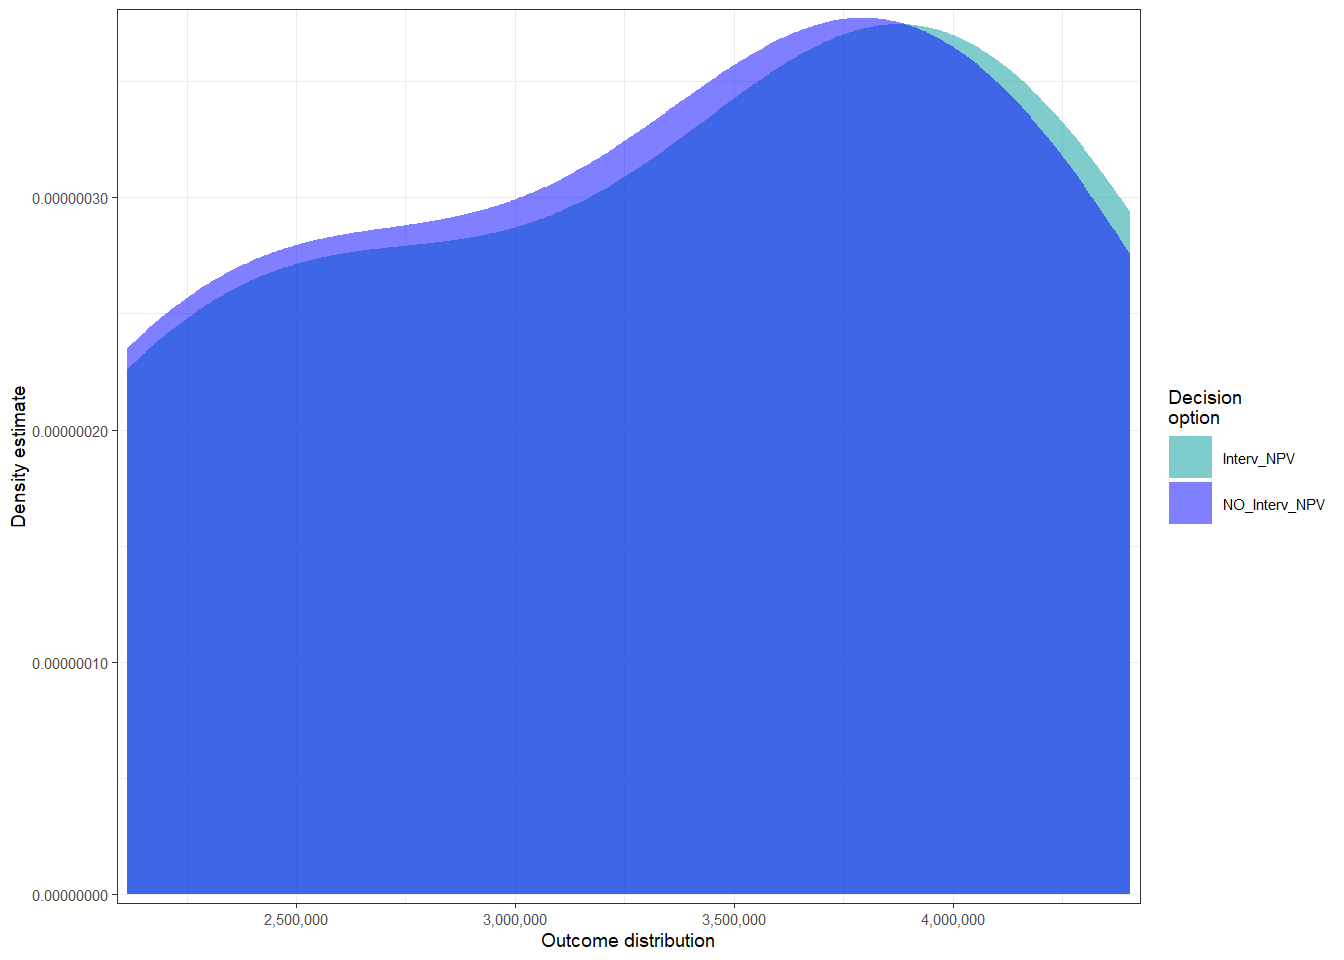 0.00000030
0.00000020
0.00000010
0.00000000
Density estimate
2,500,000
3,000,000
3,500,000
4,000,000
Outcome distribution
Decision
option
Interv_NPV
NO_Interv_NPV